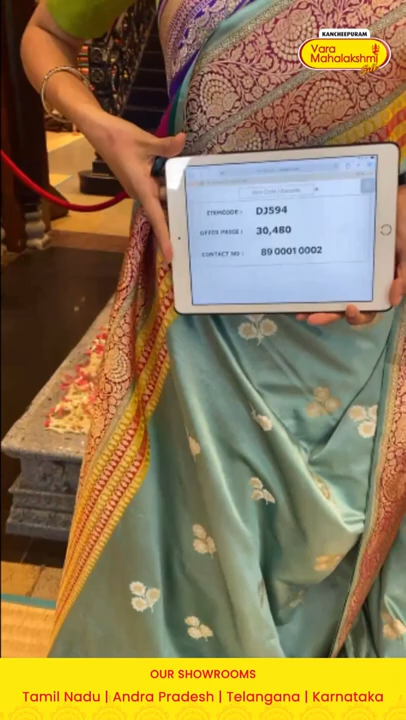 KANCHEEPURAM
Vara
Mahalakshmi
Silks
ITEMCODE : DJ594
OFFER PRICE : 30,480
CONTACT NO : 89 0001 0002
OUR SHOWROOMS
Tamil Nadu | Andra Pradesh | Telangana | Karnataka